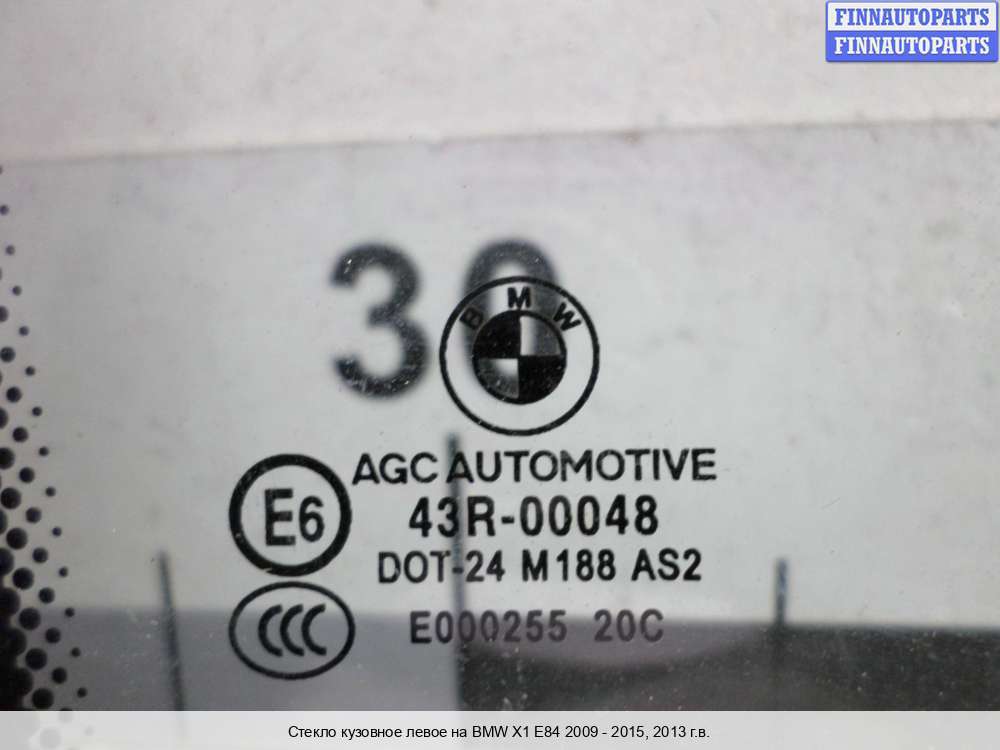 FINNAUTOPARTS
FINNAUTOPARTS
BMW
AGC AUTOMOTIVE
E6
43R-00048
DOT-24 M188 AS2
CCC
E000255 20C
Стекло кузовное левое на BMW X1 E84 2009 - 2015, 2013 г.в.